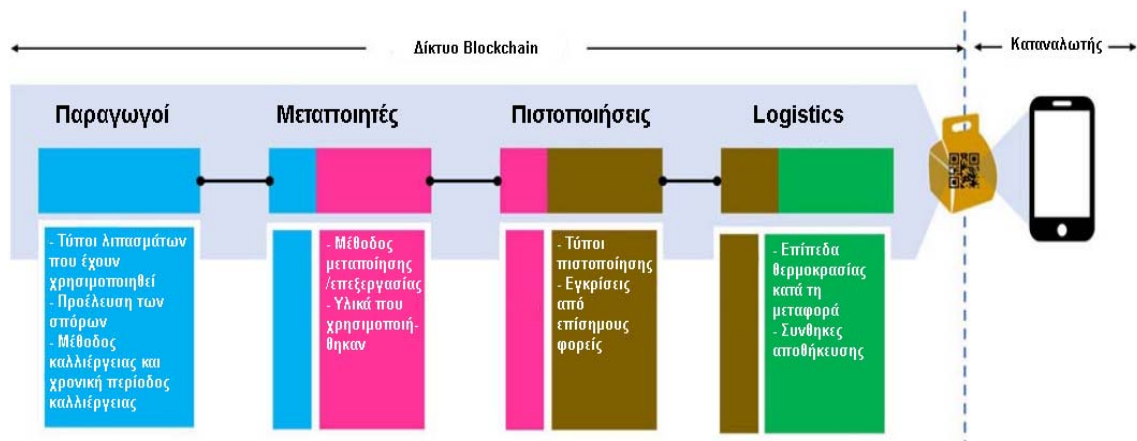 Δίκτυο Blockchain
Καταναλωτής
Παραγωγοί
Μεταποιητές
Πιστοποιήσεις
Logistics
- Τύποι λιπασμάτων
που έχουν
χρησιμοποιηθεί
- Προέλευση των
σπόρων
- Μέθοδος
καλλιέργειας και
χρονική περίοδος
καλλιέργειας
- Μέθοδος
μεταποίησης
/επεξεργασίας
- Υλικά που
χρησιμοποιή-
θηκαν
- Τύποι
πιστοποίησης
- Εγκρίσεις
από
επίσημους
φορείς
- Επίπεδα
θερμοκρασίας
κατά τη
μεταφορά
- Συνθηκες
αποθήκευσης